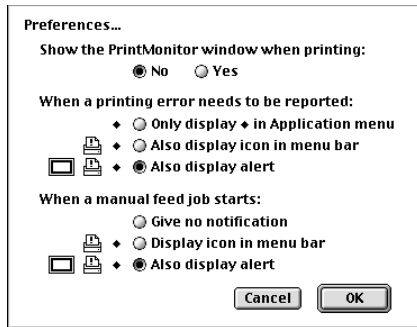 Preferences...
Show the PrintMonitor window when printing:
No Yes
When a printing error needs to be reported:
◆ Only display ◆ in Application menu
◆ Also display icon in menu bar
◆ Also display alert
When a manual feed job starts:
Give no notification
◆ Display icon in menu bar
◆ Also display alert
Cancel OK